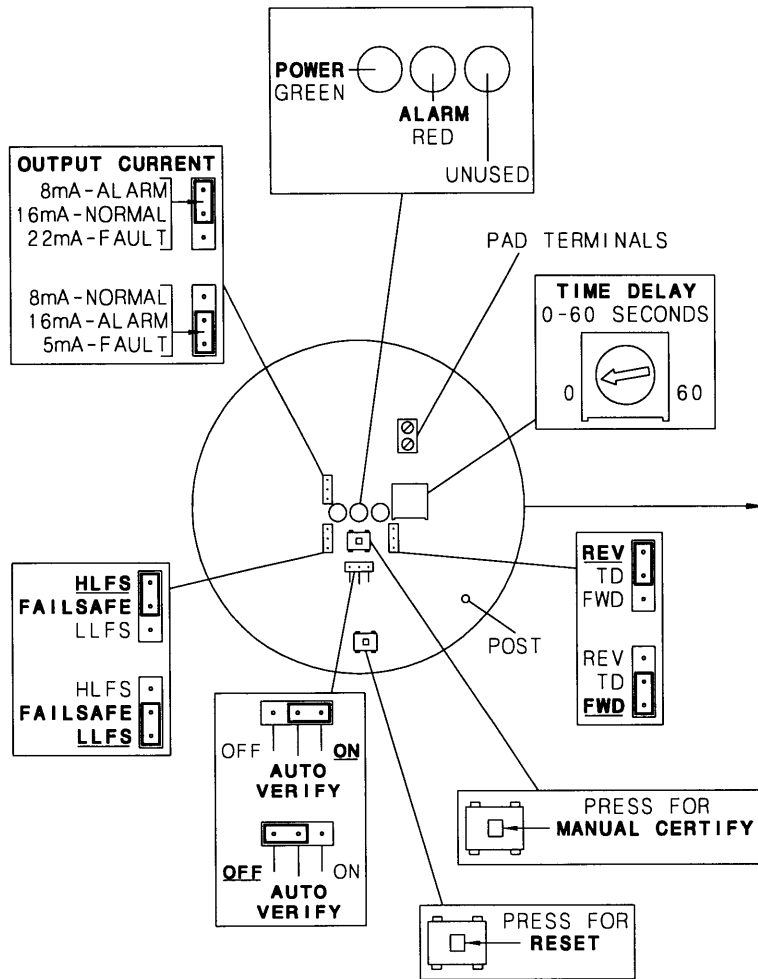 POWER
GREEN
ALARM
RED
UNUSED
OUTPUT CURRENT
8mA-ALARM
16mA-NORMAL
22mA-FAULT
8mA-NORMAL
16mA-ALARM
5mA-FAULT
PAD TERMINALS
TIME DELAY
0-60 SECONDS
0 60
HLFS
FAILSAFE
LLFS
HLFS
FAILSAFE
LLFS
REV
TD
FWD
REV
TD
FWD
POST
OFF ON
AUTO
VERIFY
OFF ON
AUTO
VERIFY
PRESS FOR
MANUAL CERTIFY
PRESS FOR
RESET